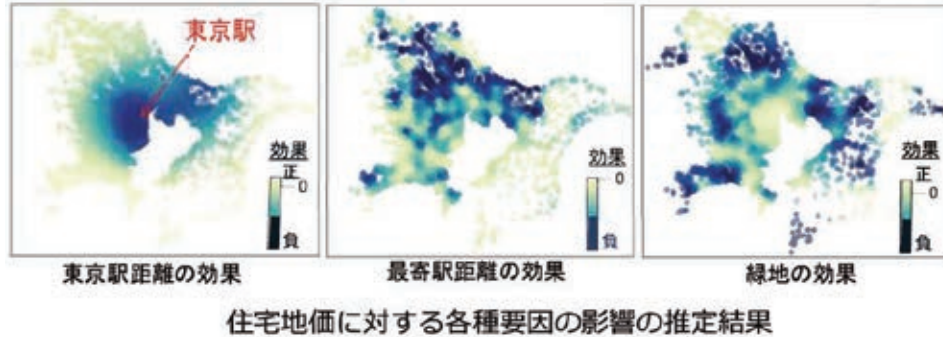 東京駅
効果
正
0
負
効果
0
負
効果
正
0
負
東京駅距離の効果
最寄駅距離の効果
緑地の効果
住宅地価に対する各種要因の影響の推定結果